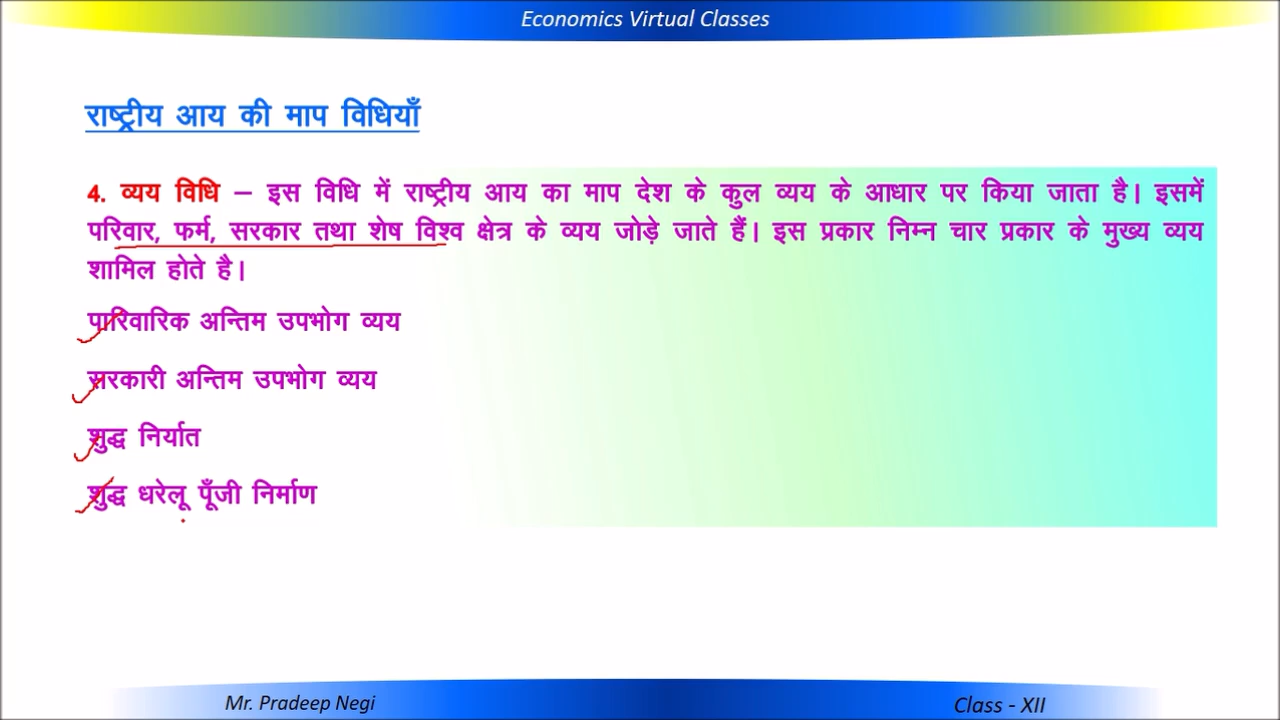 Economics Virtual Classes
राष्ट्रीय आय की माप विधियाँ
4. व्यय विधि – इस विधि में राष्ट्रीय आय का माप देश के कुल व्यय के आधार पर किया जाता है। इसमें
परिवार, फर्म, सरकार तथा शेष विश्व क्षेत्र के व्यय जोड़े जाते हैं। इस प्रकार निम्न चार प्रकार के मुख्य व्यय
शामिल होते है।
पारिवारिक अन्तिम उपभोग व्यय
सरकारी अन्तिम उपभोग व्यय
शुद्ध निर्यात
शुद्ध धरेलू पूँजी निर्माण
Mr. Pradeep Negi
Class - XII